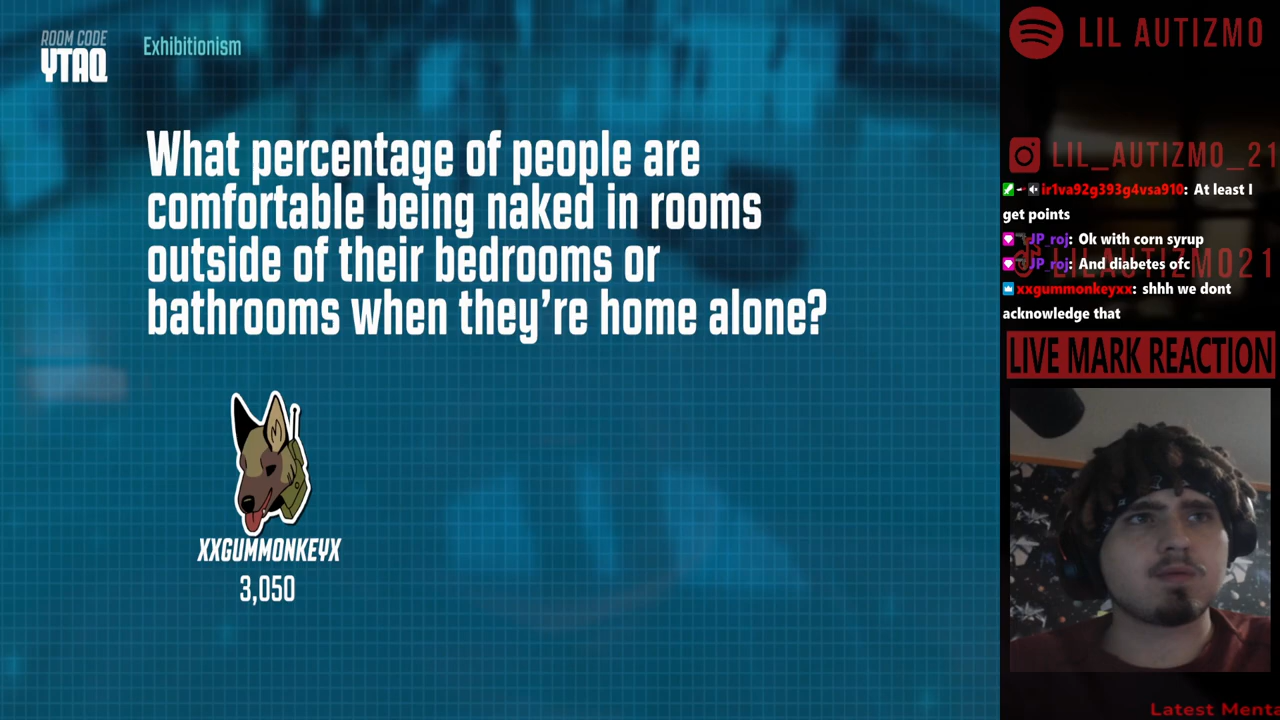 ROOM CODE
YTAQ
Exhibitionism
What percentage of people are
comfortable being naked in rooms
outside of their bedrooms or
bathrooms when they're home alone?
XXGUMMONKEYX
3,050
LIL AUTIZMO
LIL_AUTIZMO_21
ir1va92g393g4vsa910: At least I
get points
JP_roj: Ok with corn syrup
JP_roj: And diabetes ofc
LILAUTIZMO21
xxgummonkeyxx: shhh we dont
acknowledge that
LIVE MARK REACTION
Latest Menta